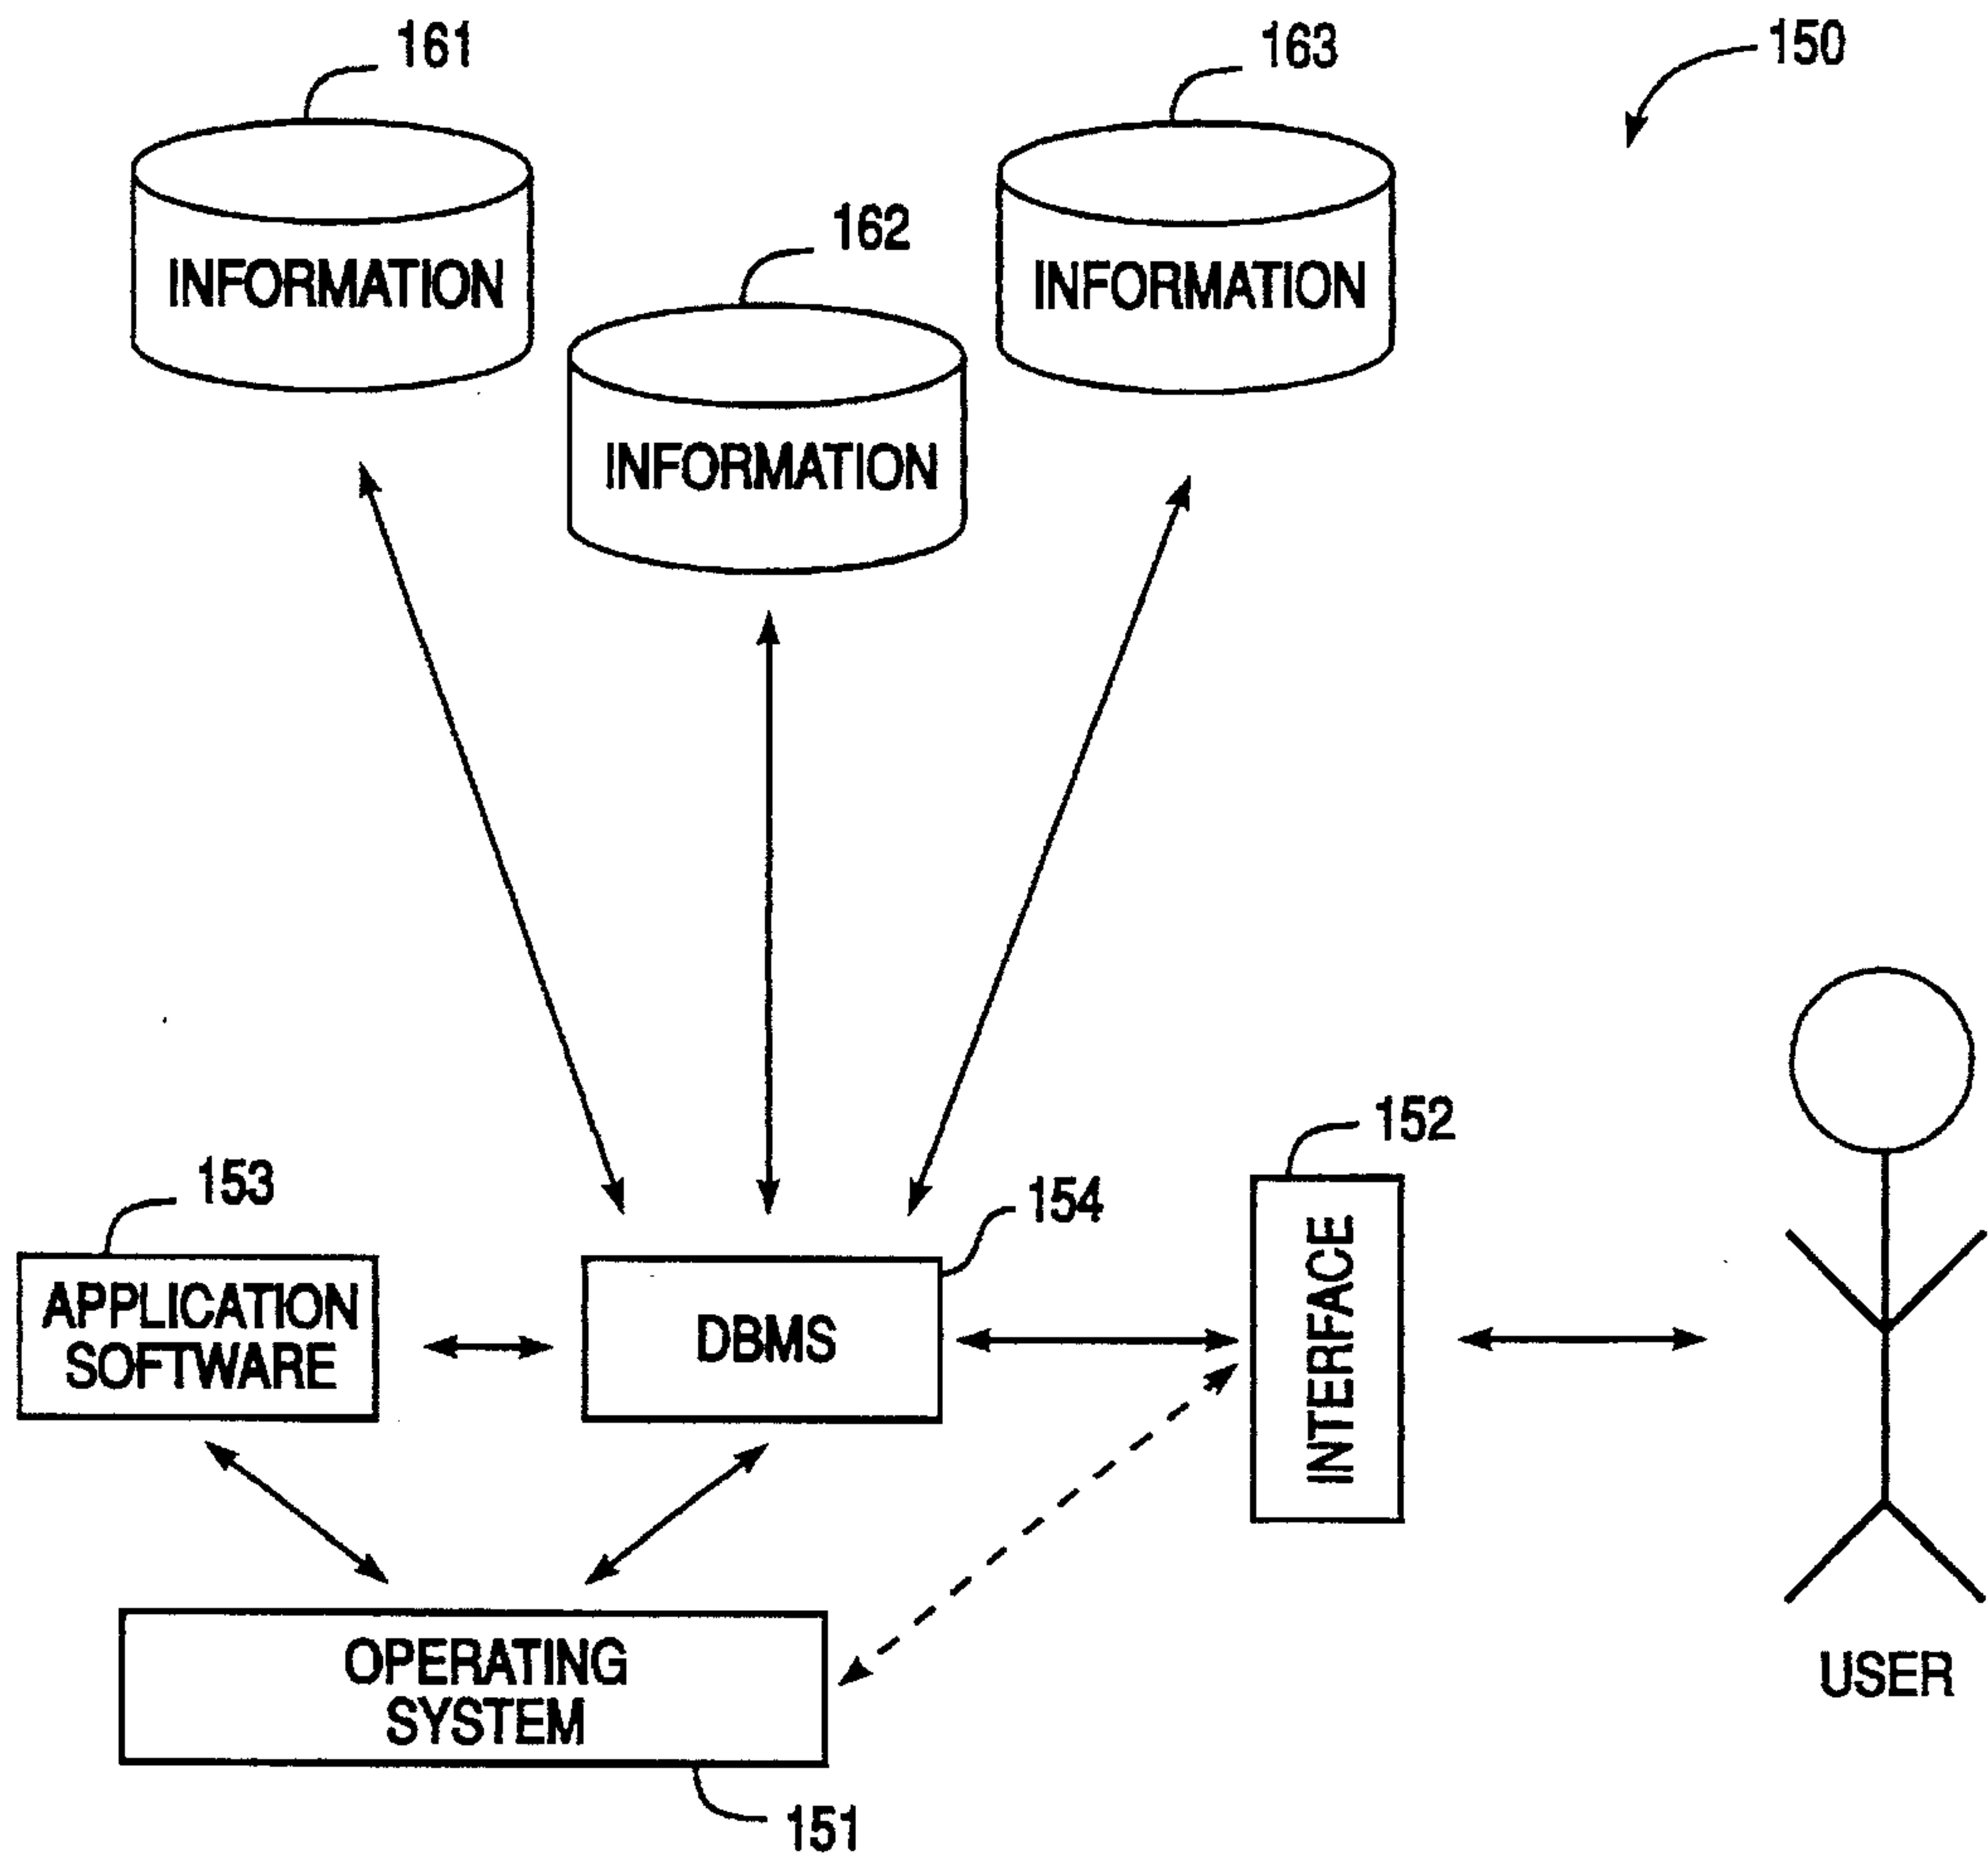 161
163
150
INFORMATION
162
INFORMATION
INFORMATION
152
153
154
APPLICATION
SOFTWARE
DBMS
INTERFACE
OPERATING
SYSTEM
USER
151